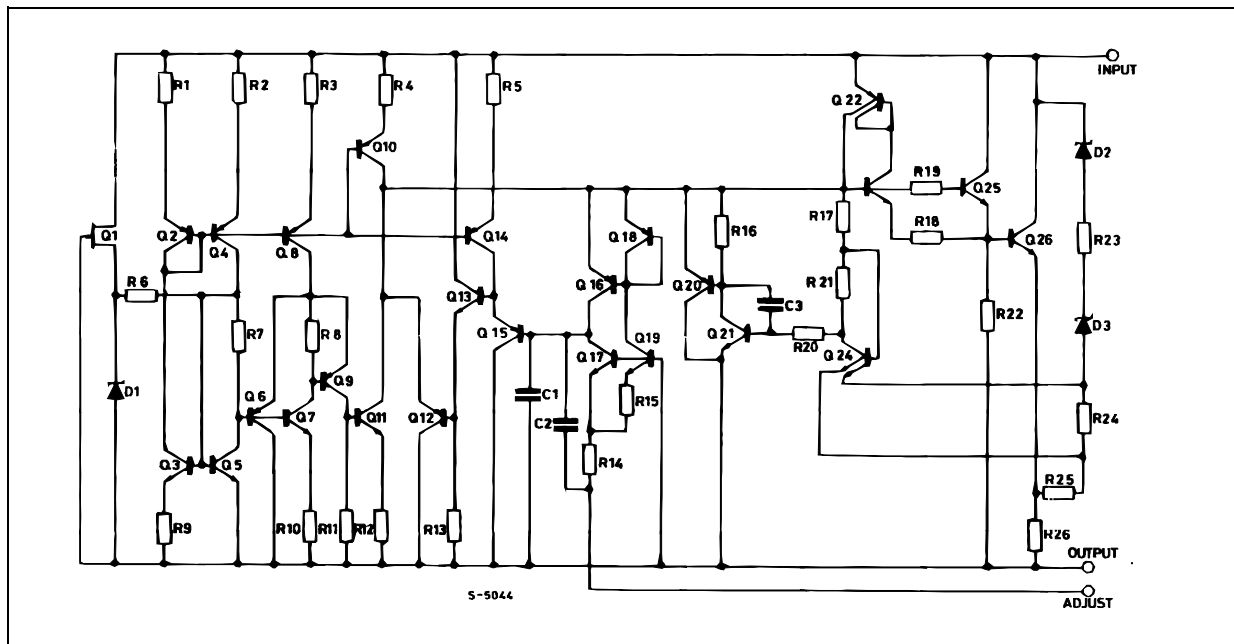 INPUT
R1
R2
R3
R4
R5
Q22
Q10
D2
R19
Q25
Q1
Q2
Q4
Q8
Q14
Q18
R16
R17
R18
Q26
R23
R6
Q13
Q16
Q20
C3
R21
R7
R8
Q15
Q19
Q21
R20
R22
D3
D1
Q6
Q7
Q9
Q11
Q12
Q17
Q24
C1
R15
C2
R24
Q3
Q5
R14
R25
R9
R10
R11
R12
R13
R26
OUTPUT
S-5044
ADJUST